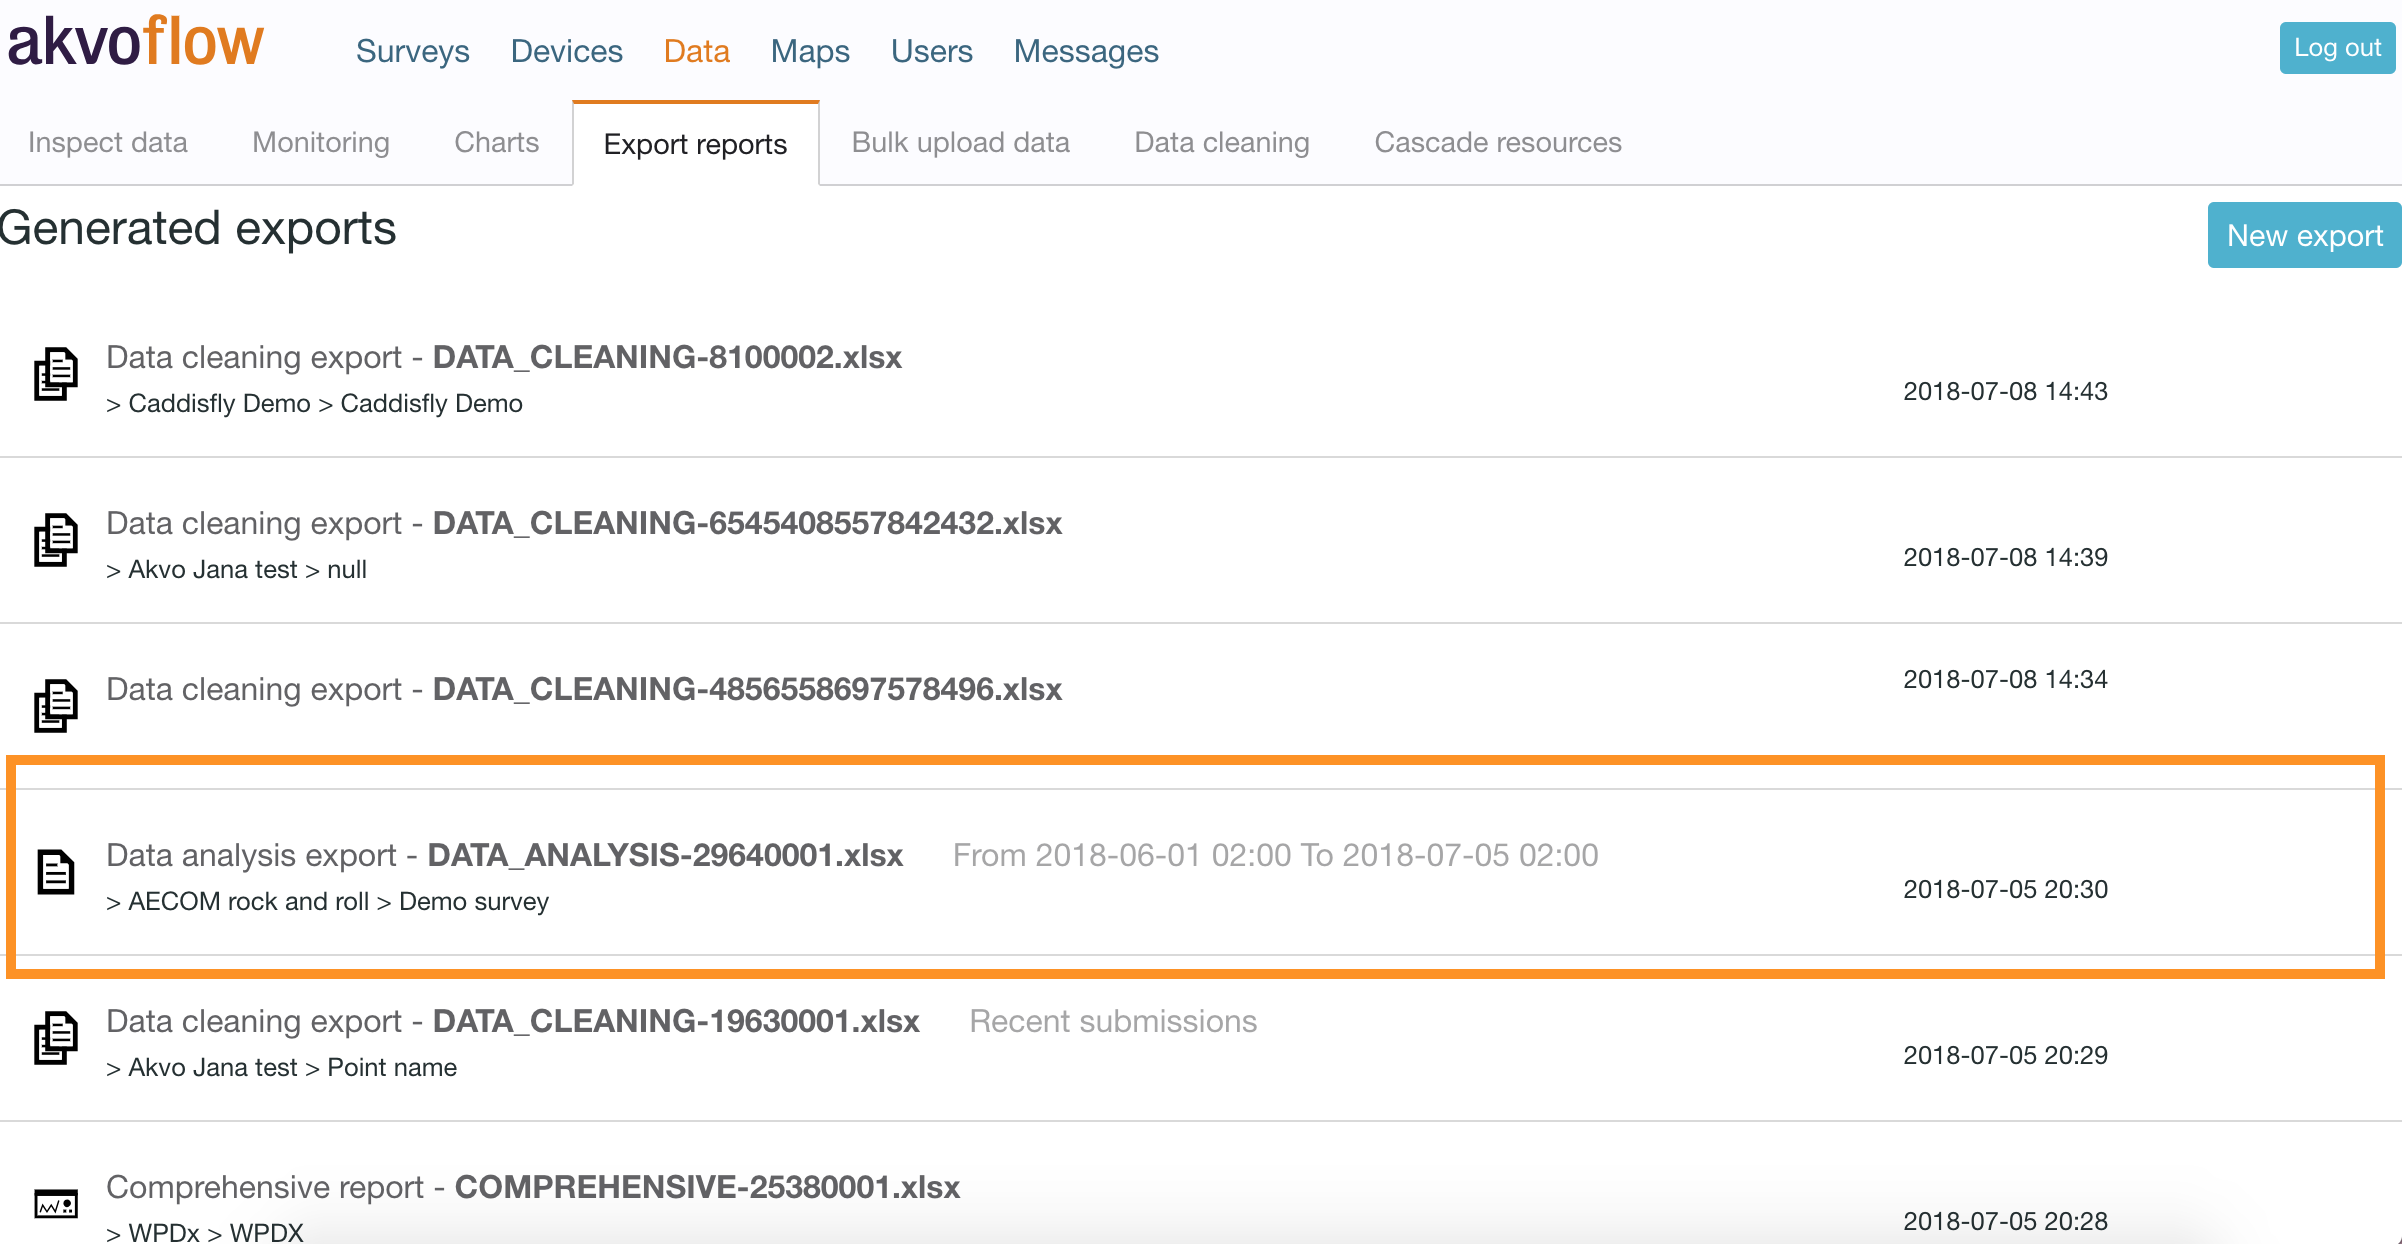 akvoflow
Surveys Devices Data Maps Users Messages
Log out
Inspect data Monitoring Charts Export reports Bulk upload data Data cleaning Cascade resources
Generated exports
New export
Data cleaning export - DATA_CLEANING-8100002.xlsx
> Caddisfly Demo > Caddisfly Demo
2018-07-08 14:43
Data cleaning export - DATA_CLEANING-6545408557842432.xlsx
> Akvo Jana test > null
2018-07-08 14:39
Data cleaning export - DATA_CLEANING-4856558697578496.xlsx
2018-07-08 14:34
Data analysis export - DATA_ANALYSIS-29640001.xlsx From 2018-06-01 02:00 To 2018-07-05 02:00
> AECOM rock and roll > Demo survey
2018-07-05 20:30
Data cleaning export - DATA_CLEANING-19630001.xlsx Recent submissions
> Akvo Jana test > Point name
2018-07-05 20:29
Comprehensive report - COMPREHENSIVE-25380001.xlsx
> WPDx > WPDX
2018-07-05 20:28